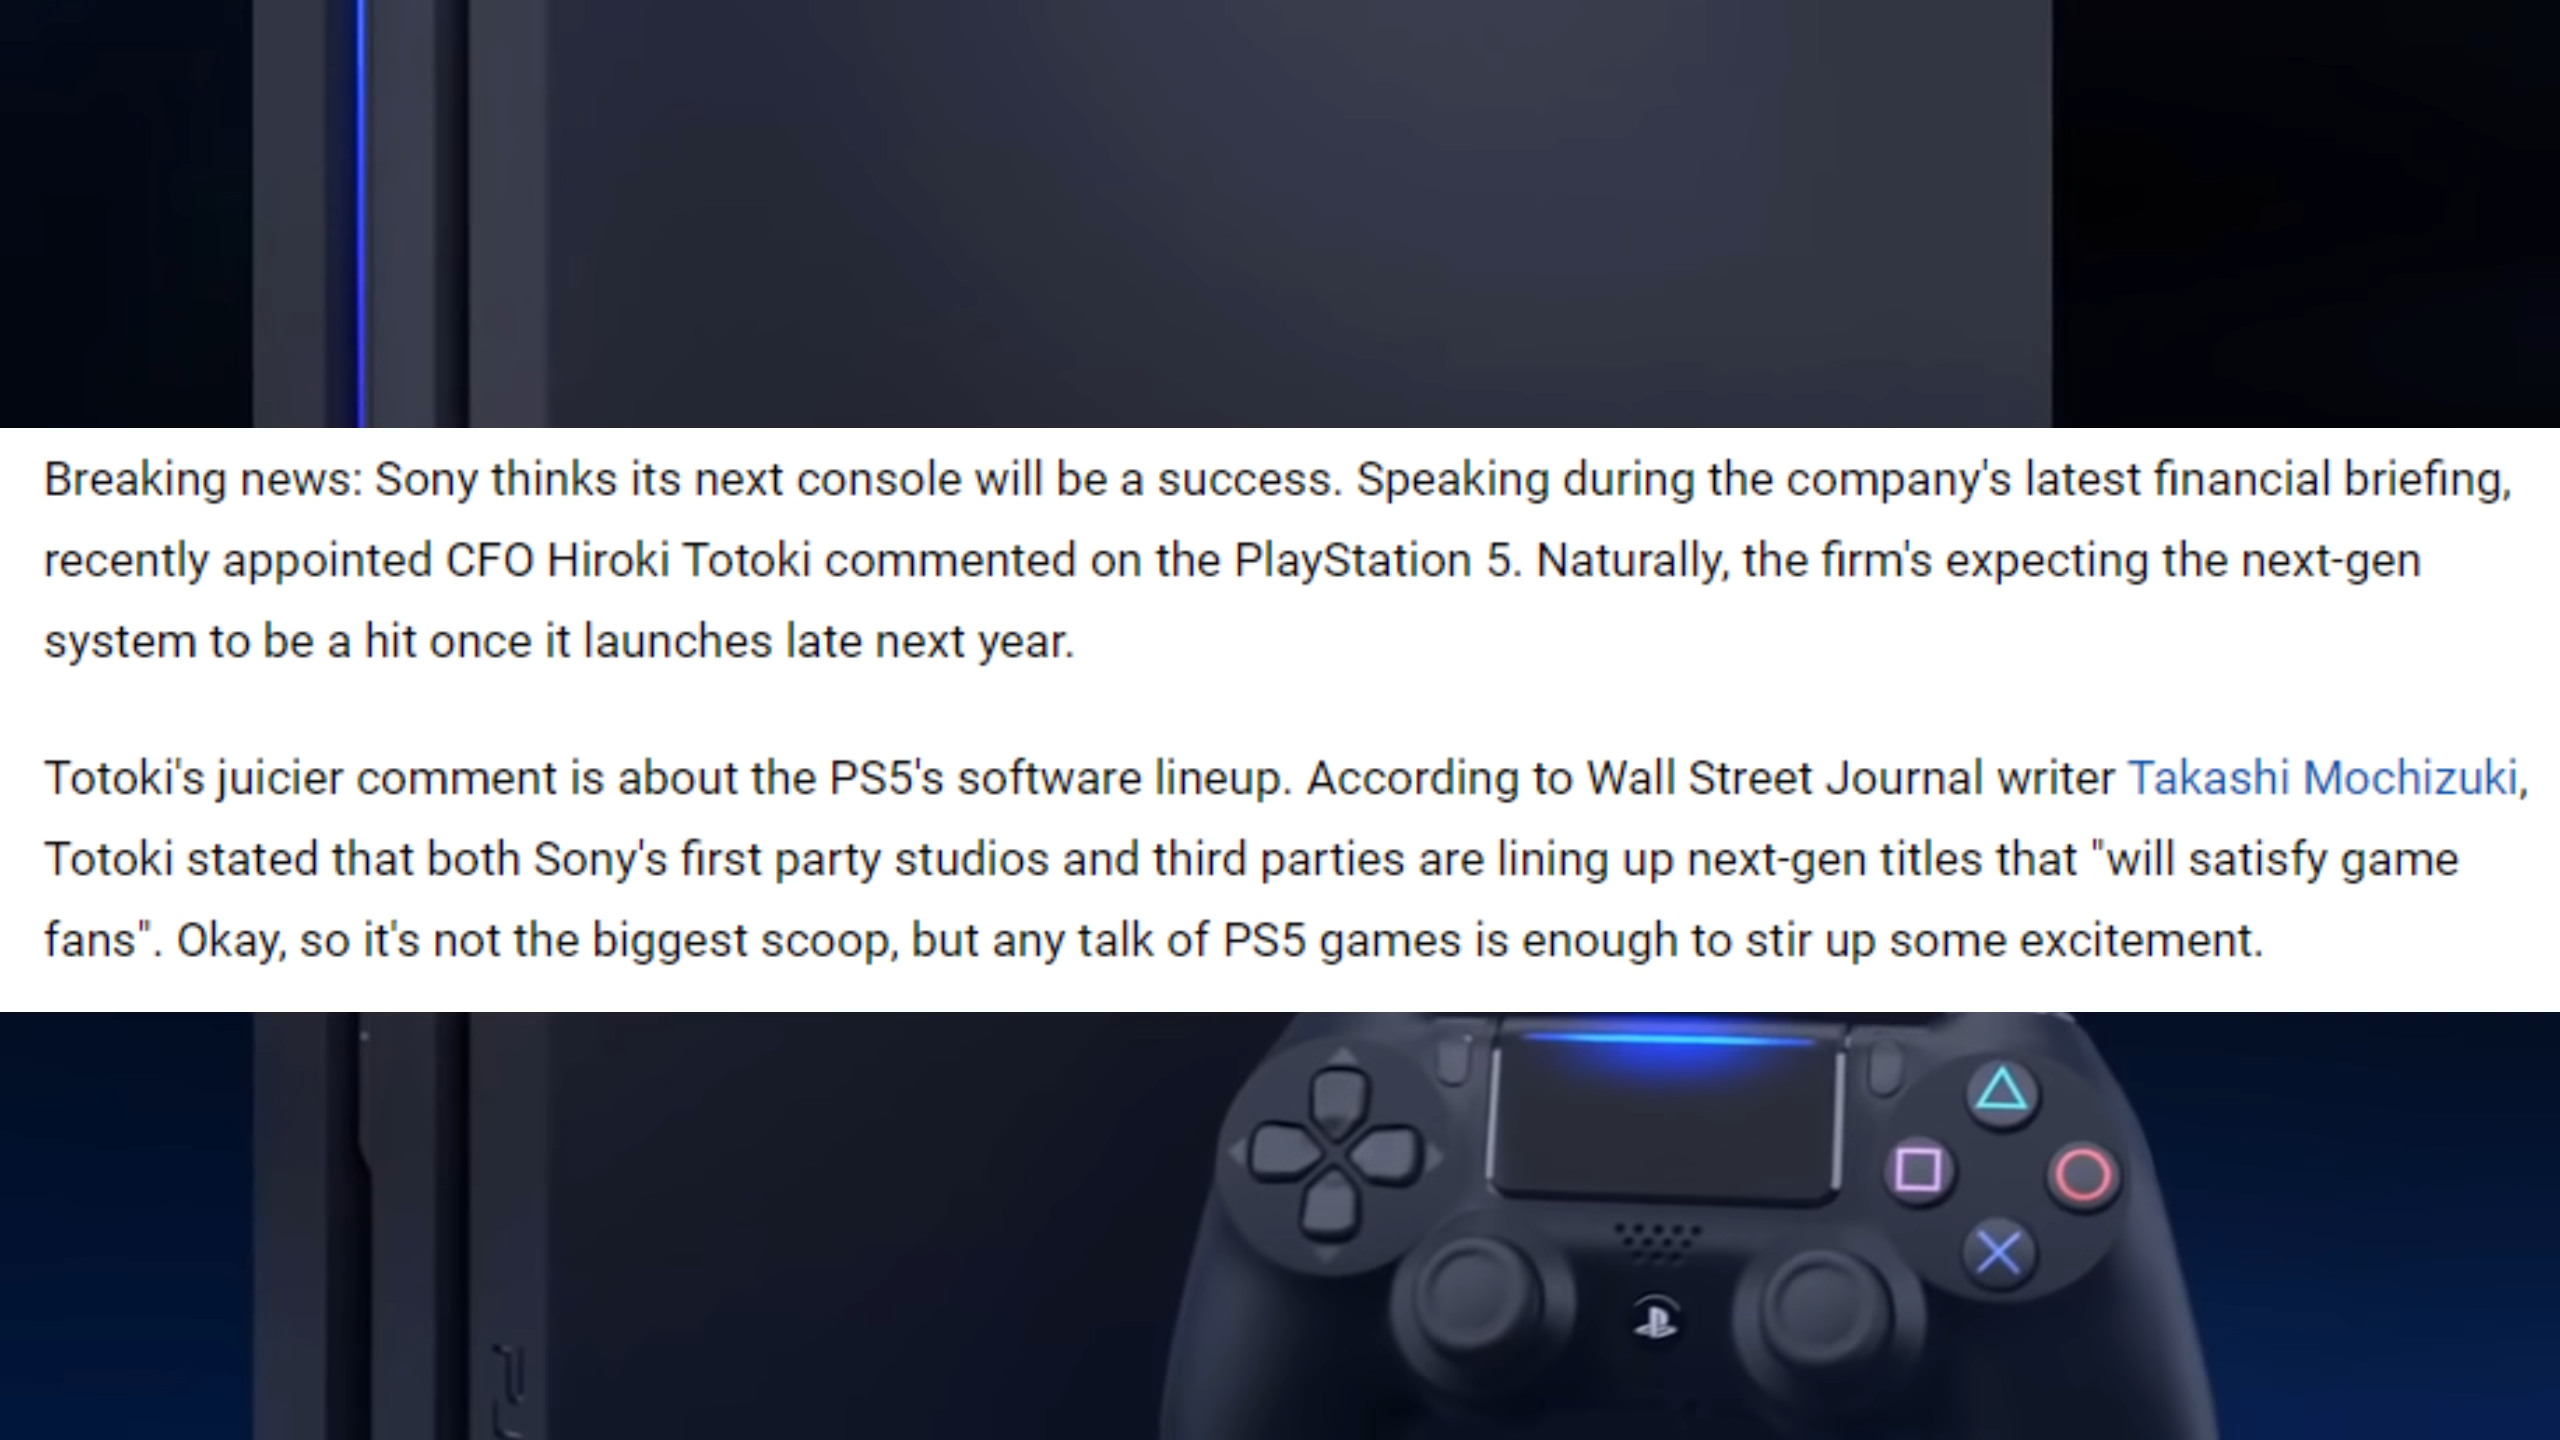 Breaking news: Sony thinks its next console will be a success. Speaking during the company's latest financial briefing,
recently appointed CFO Hiroki Totoki commented on the PlayStation 5. Naturally, the firm's expecting the next-gen
system to be a hit once it launches late next year.
Totoki's juicier comment is about the PS5's software lineup. According to Wall Street Journal writer Takashi Mochizuki,
Totoki stated that both Sony's first party studios and third parties are lining up next-gen titles that "will satisfy game
fans". Okay, so it's not the biggest scoop, but any talk of PS5 games is enough to stir up some excitement.